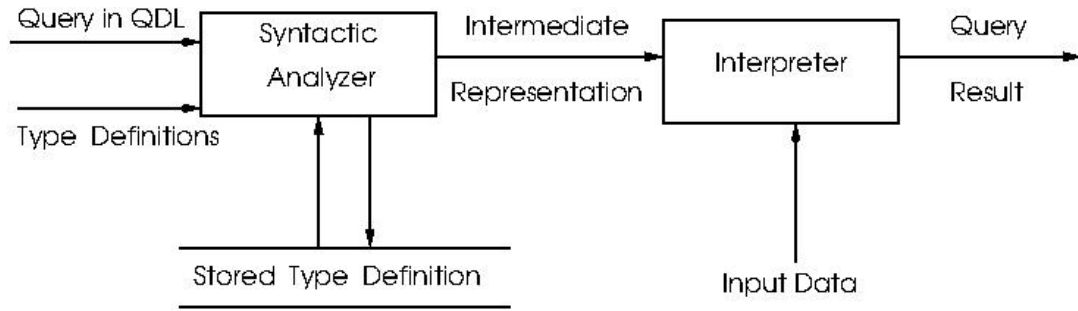 Query in QDL
Type Definitions
Syntactic
Analyzer
Intermediate
Representation
Interpreter
Query
Result
Stored Type Definition
Input Data